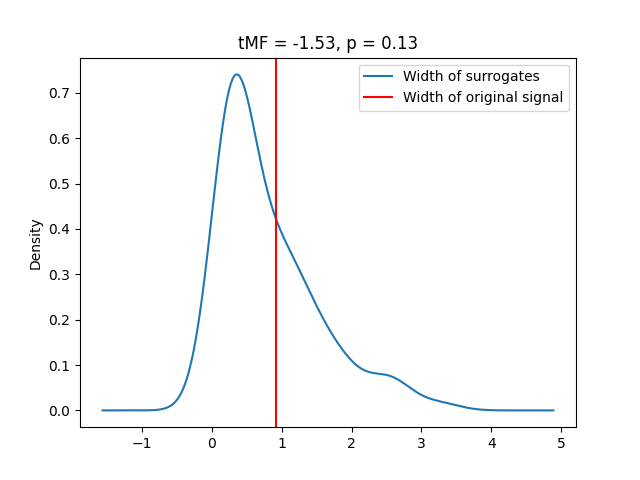 tMF = -1.53, p = 0.13
Width of surrogates
Width of original signal
Density
0.7
0.6
0.5
0.4
0.3
0.2
0.1
0.0
−1 0 1 2 3 4 5